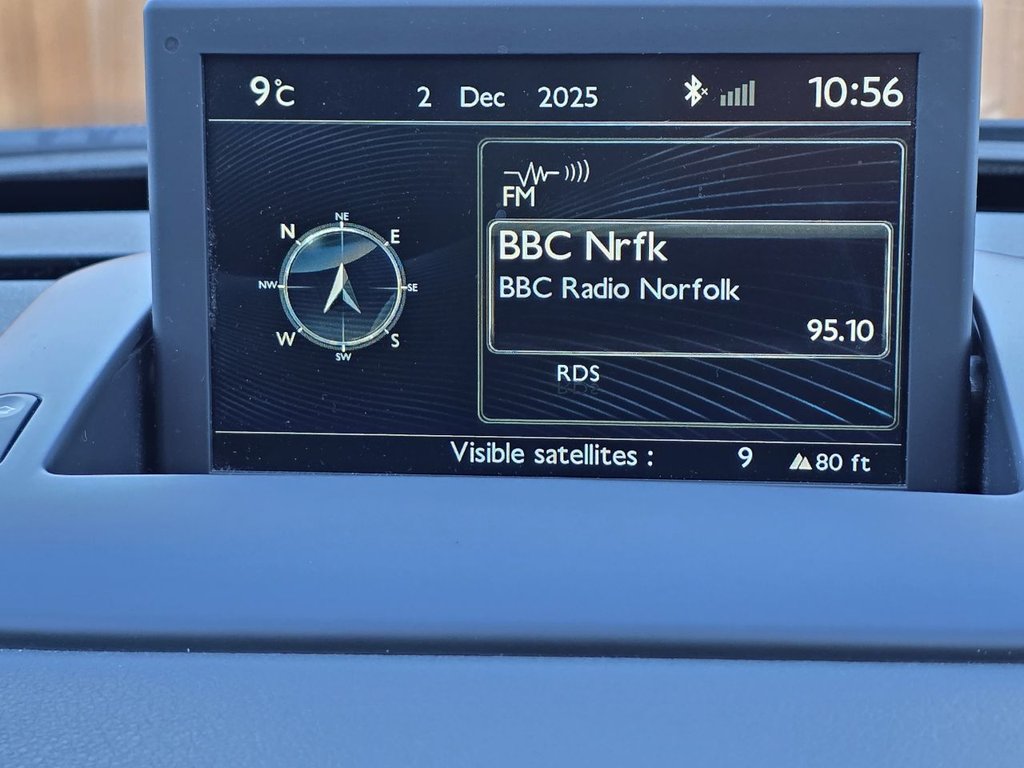 9°C 2 Dec 2025 10:56
FM
BBC Nrfk
BBC Radio Norfolk
95.10
RDS
NE
N E
NW SE
W S
SW
Visible satellites : 9 80 ft